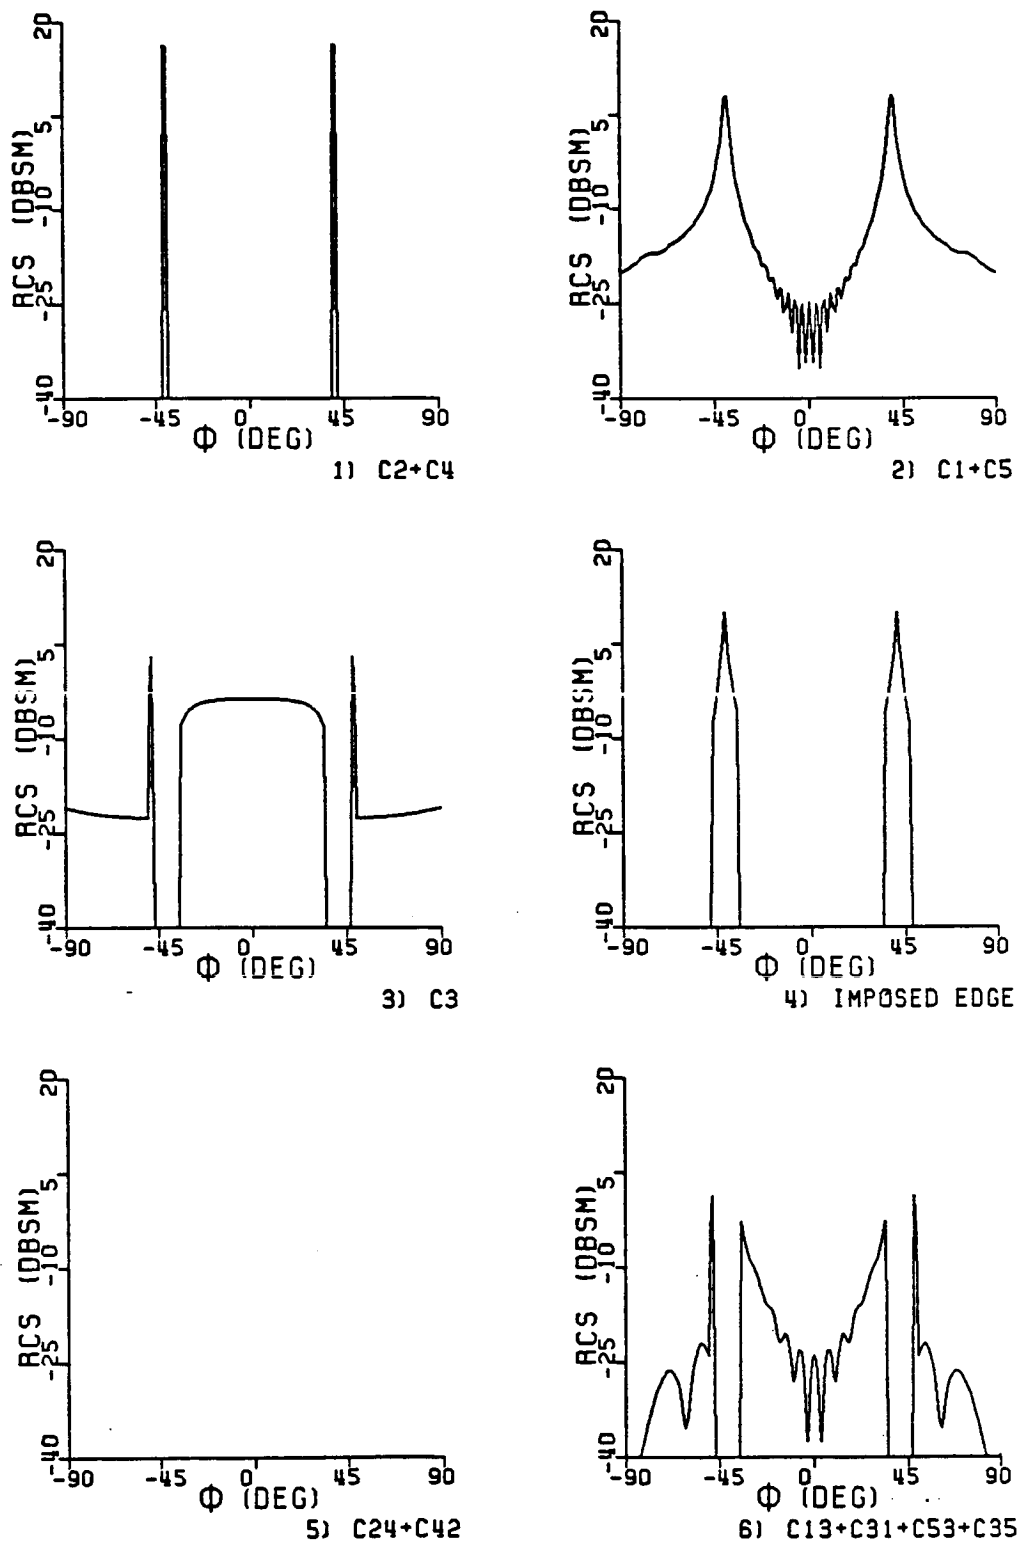 20
5
-10
-25
-40
RCS (DBSM)
-90 -45 0 45 90
Φ (DEG)
1) C2+C4
20
5
-10
-25
-40
RCS (DBSM)
-90 -45 0 45 90
Φ (DEG)
2) C1+C5
20
5
-10
-25
-40
RCS (DBSM)
-90 -45 0 45 90
Φ (DEG)
3) C3
20
5
-10
-25
-40
RCS (DBSM)
-90 -45 0 45 90
Φ (DEG)
4) IMPOSED EDGE
20
5
-10
-25
-40
RCS (DBSM)
-90 -45 0 45 90
Φ (DEG)
5) C24+C42
20
5
-10
-25
-40
RCS (DBSM)
-90 -45 0 45 90
Φ (DEG)
6) C13+C31+C53+C35